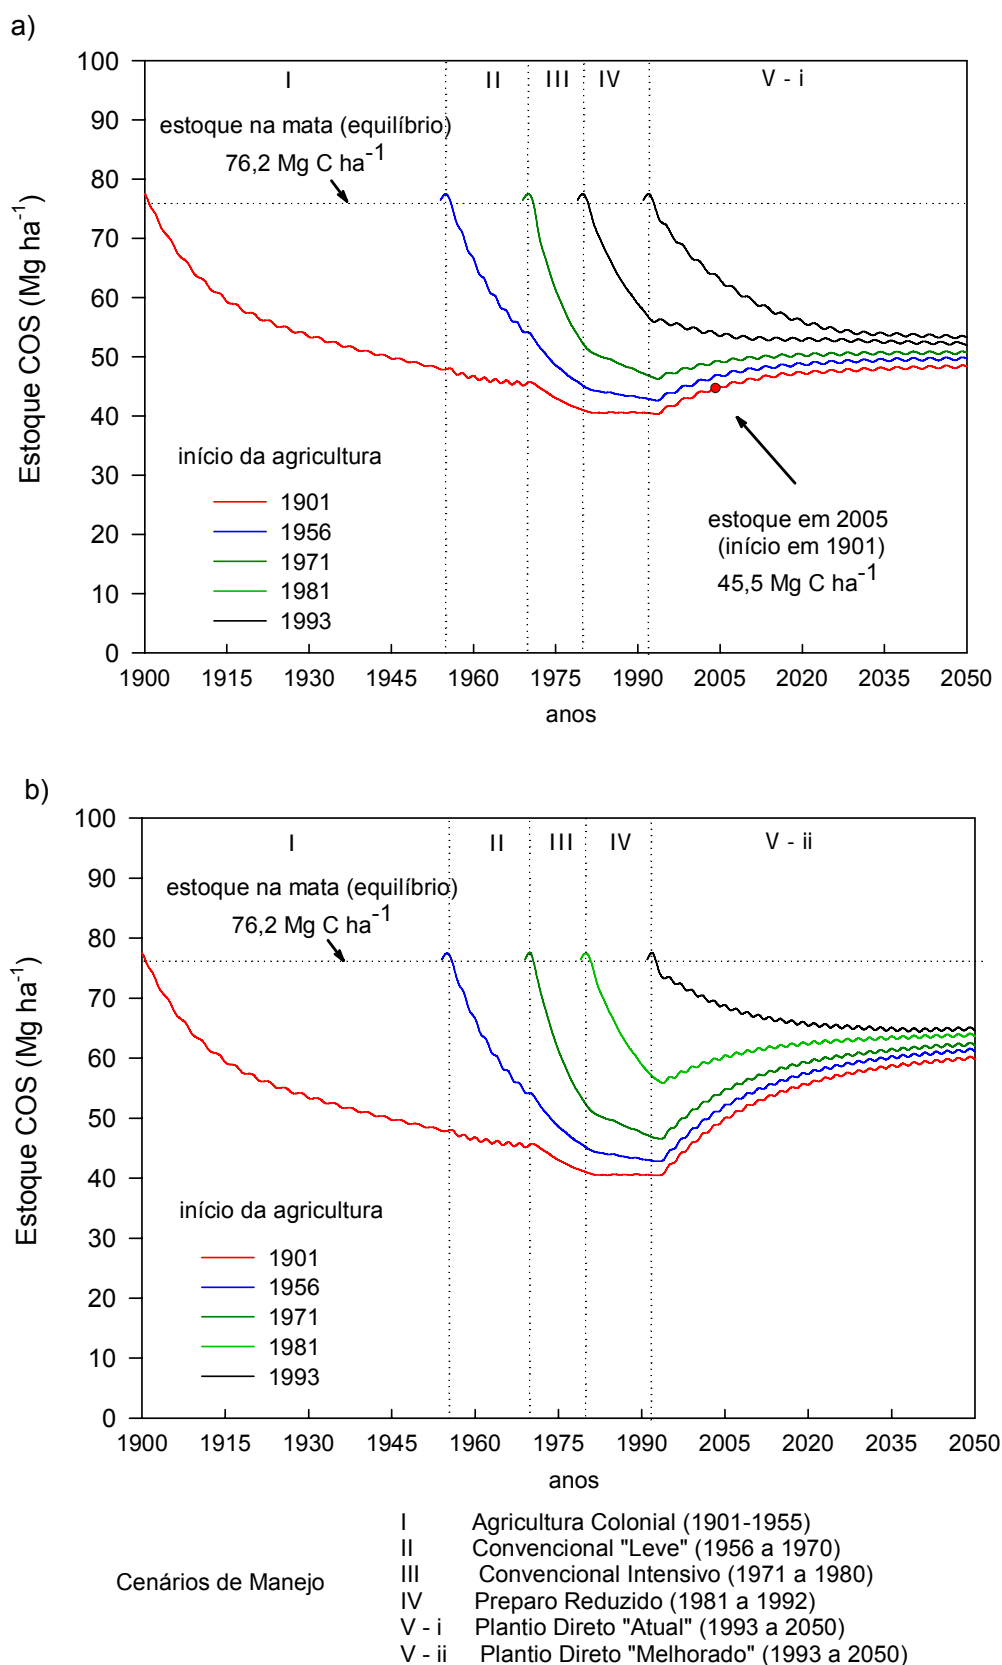 a)
100
90
80
70
60
50
40
30
20
10
0
Estoque COS (Mg ha⁻¹)
I II III IV V - i
estoque na mata (equilíbrio)
76,2 Mg C ha⁻¹
início da agricultura
1901
1956
1971
1981
1993
estoque em 2005
(início em 1901)
45,5 Mg C ha⁻¹
1900 1915 1930 1945 1960 1975 1990 2005 2020 2035 2050
anos
b)
100
90
80
70
60
50
40
30
20
10
0
Estoque COS (Mg ha⁻¹)
I II III IV V - ii
estoque na mata (equilíbrio)
76,2 Mg C ha⁻¹
início da agricultura
1901
1956
1971
1981
1993
1900 1915 1930 1945 1960 1975 1990 2005 2020 2035 2050
anos
Cenários de Manejo
I Agricultura Colonial (1901-1955)
II Convencional "Leve" (1956 a 1970)
III Convencional Intensivo (1971 a 1980)
IV Preparo Reduzido (1981 a 1992)
V - i Plantio Direto "Atual" (1993 a 2050)
V - ii Plantio Direto "Melhorado" (1993 a 2050)